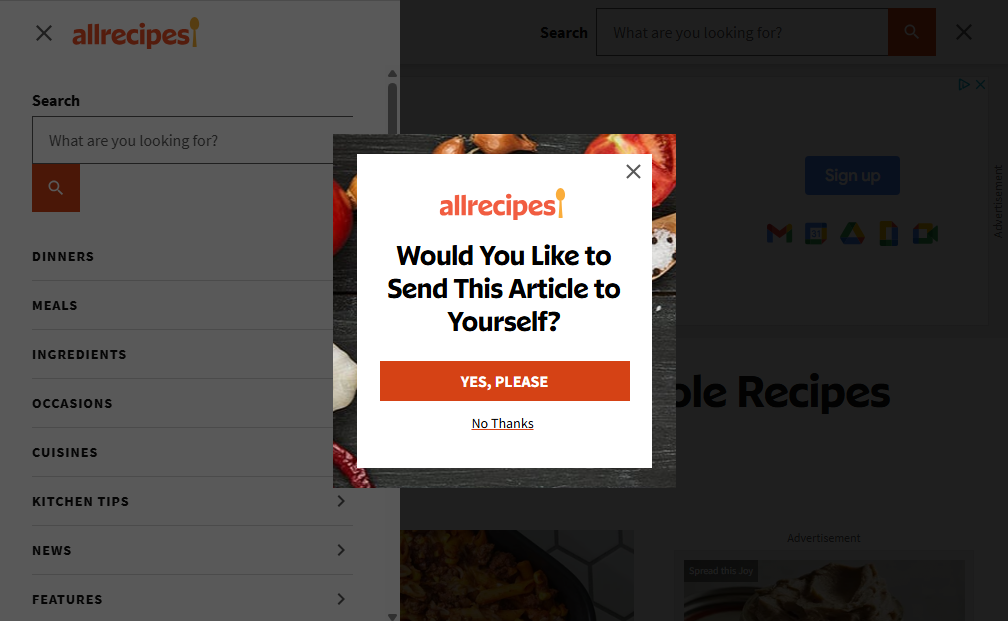 allrecipes
Search
What are you looking for?
Search
What are you looking for?
DINNERS
MEALS
INGREDIENTS
OCCASIONS
CUISINES
KITCHEN TIPS
NEWS
FEATURES
allrecipes
Would You Like to
Send This Article to
Yourself?
YES, PLEASE
No Thanks
Sign up
31
Advertisement
Recipes
Advertisement
Spread this Joy